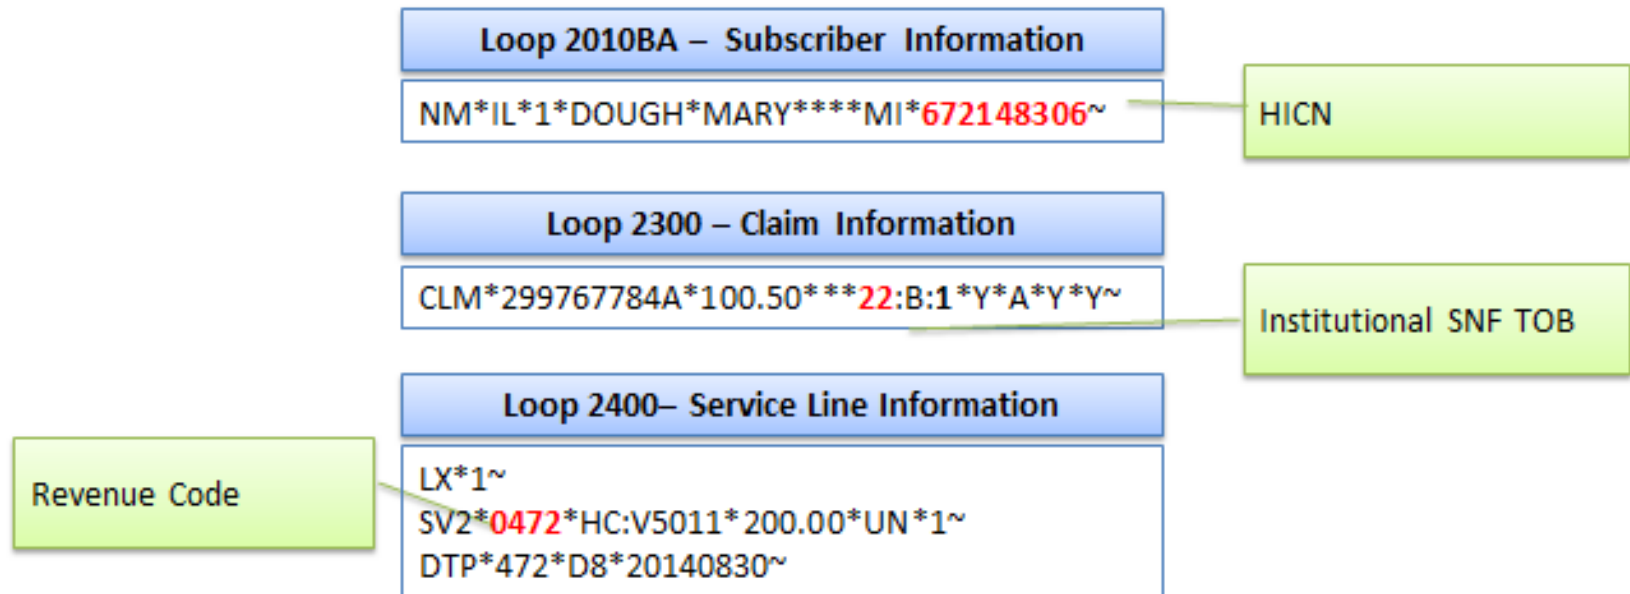 Loop 2010BA – Subscriber Information
NM*IL*1*DOUGH*MARY****MI*672148306~
HICN
Loop 2300 – Claim Information
CLM*299767784A*100.50***22:B:1*Y*A*Y*Y~
Institutional SNF TOB
Loop 2400– Service Line Information
Revenue Code
LX*1~
SV2*0472*HC:V5011*200.00*UN*1~
DTP*472*D8*20140830~